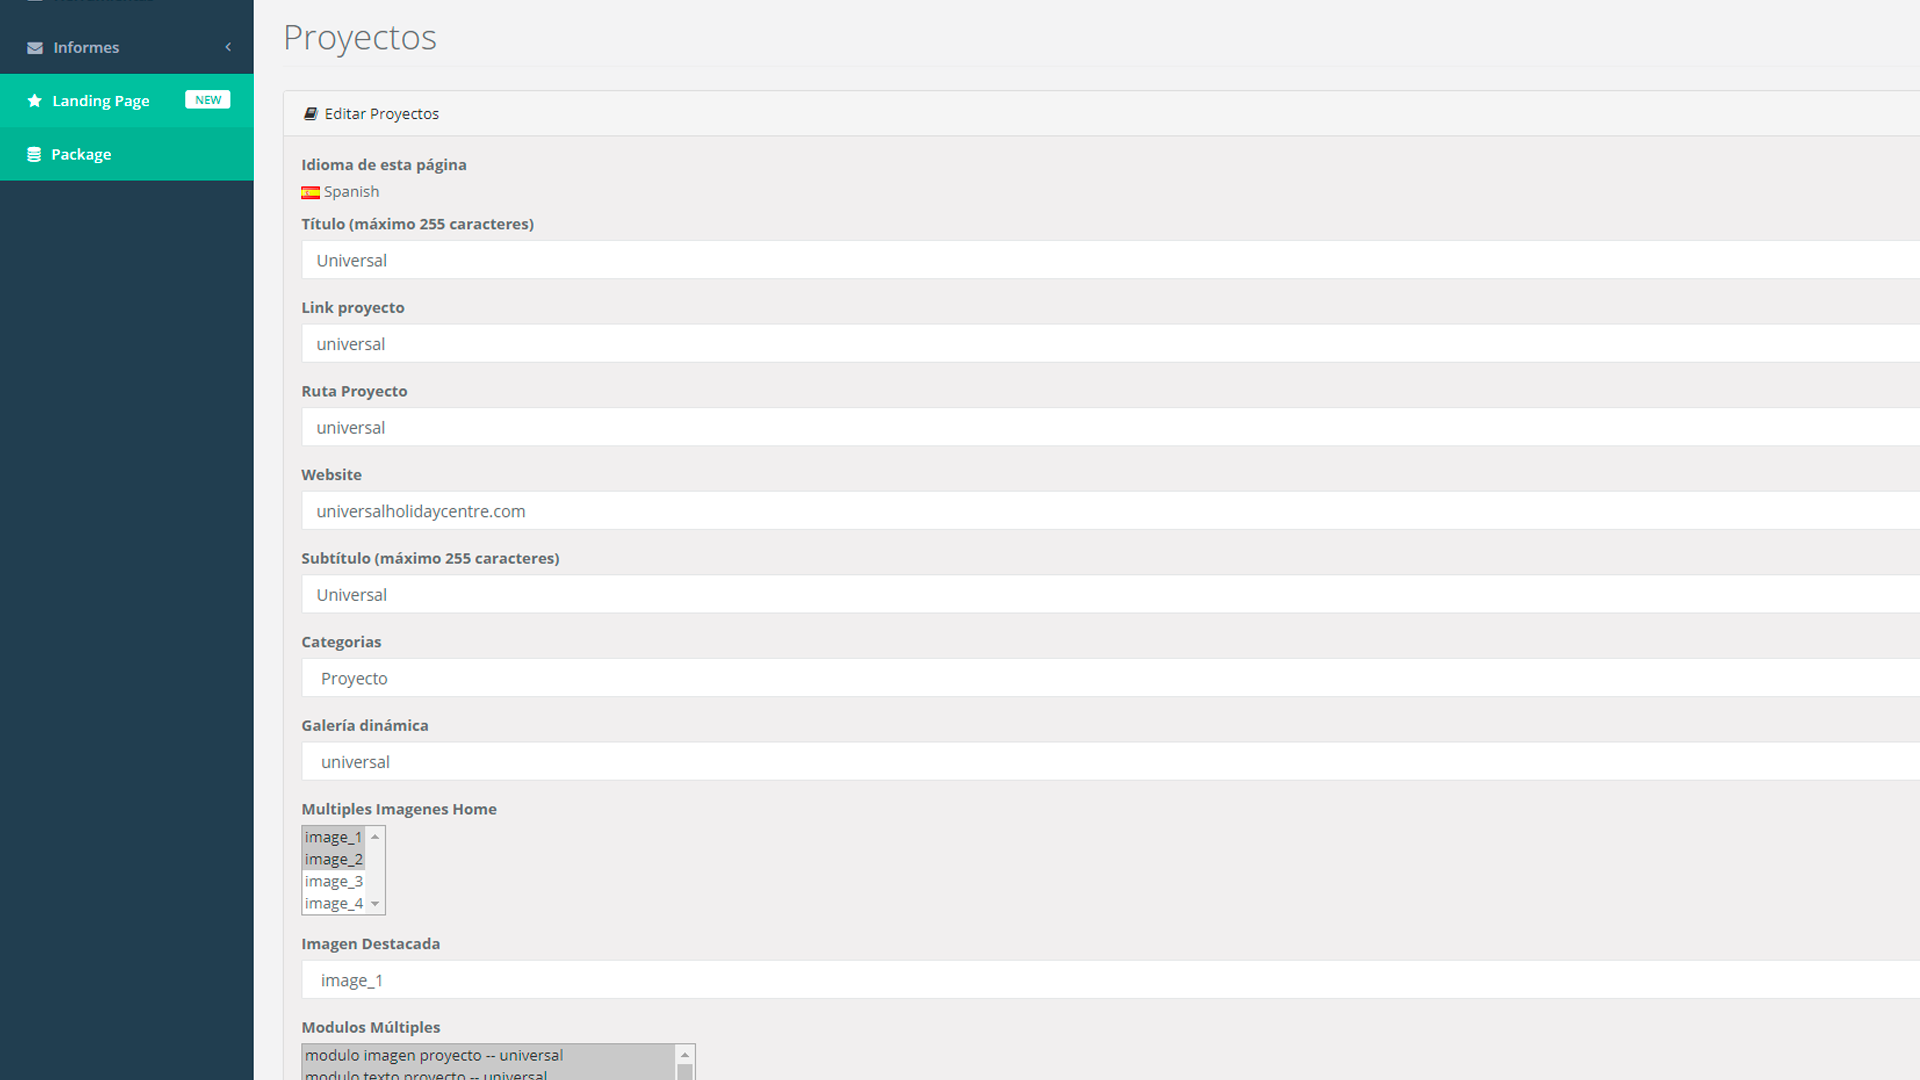 Informes
Landing Page NEW
Package
Proyectos
Editar Proyectos
Idioma de esta página
Spanish
Título (máximo 255 caracteres)
Universal
Link proyecto
universal
Ruta Proyecto
universal
Website
universalholidaycentre.com
Subtítulo (máximo 255 caracteres)
Universal
Categorias
Proyecto
Galería dinámica
universal
Multiples Imagenes Home
image_1
image_2
image_3
image_4
Imagen Destacada
image_1
Modulos Múltiples
modulo imagen proyecto -- universal
modulo texto proyecto -- universal